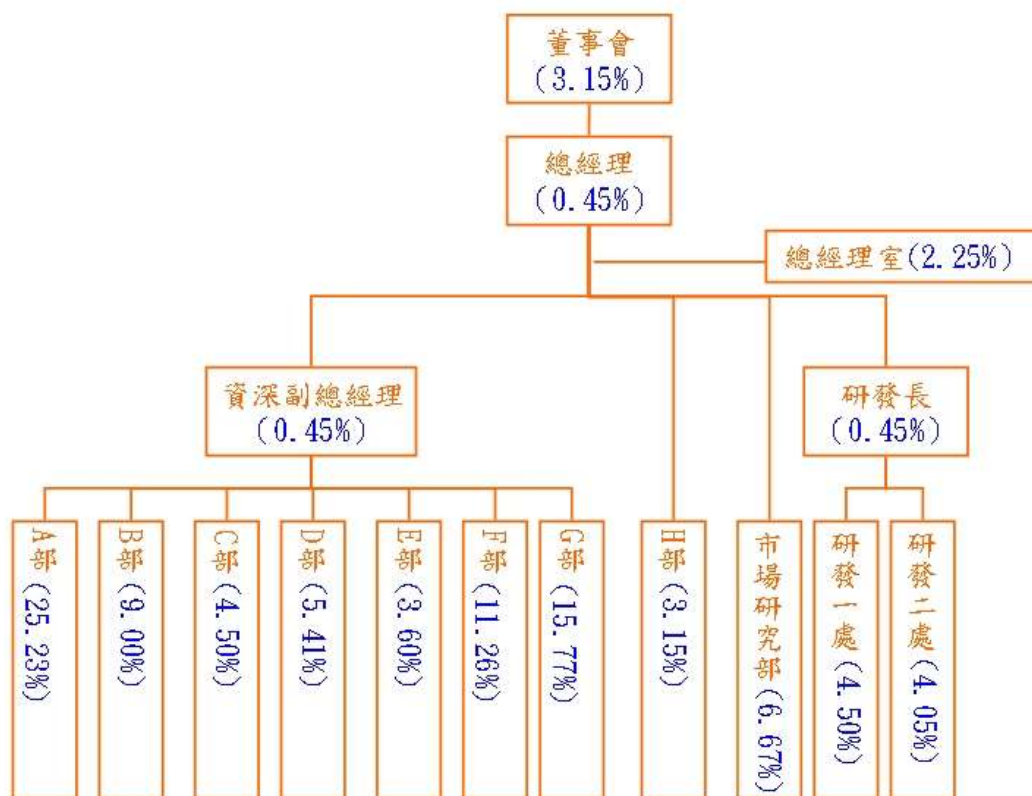 董事會
(3.15%)
總經理
(0.45%)
總經理室(2.25%)
資深副總經理
(0.45%)
研發長
(0.45%)
A部(25.23%)
B部(9.00%)
C部(4.50%)
D部(5.41%)
E部(3.60%)
F部(11.26%)
G部(15.77%)
H部(3.15%)
市場研究部(6.67%)
研發一處(4.50%)
研發二處(4.05%)